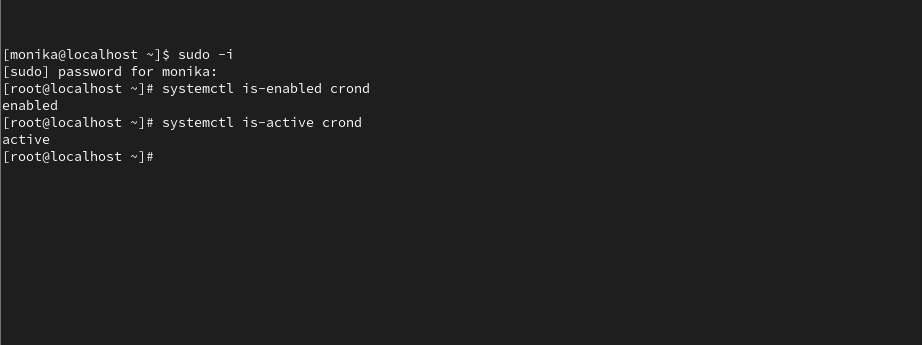 [monika@localhost ~]$ sudo -i
[sudo] password for monika:
[root@localhost ~]# systemctl is-enabled crond
enabled
[root@localhost ~]# systemctl is-active crond
active
[root@localhost ~]#